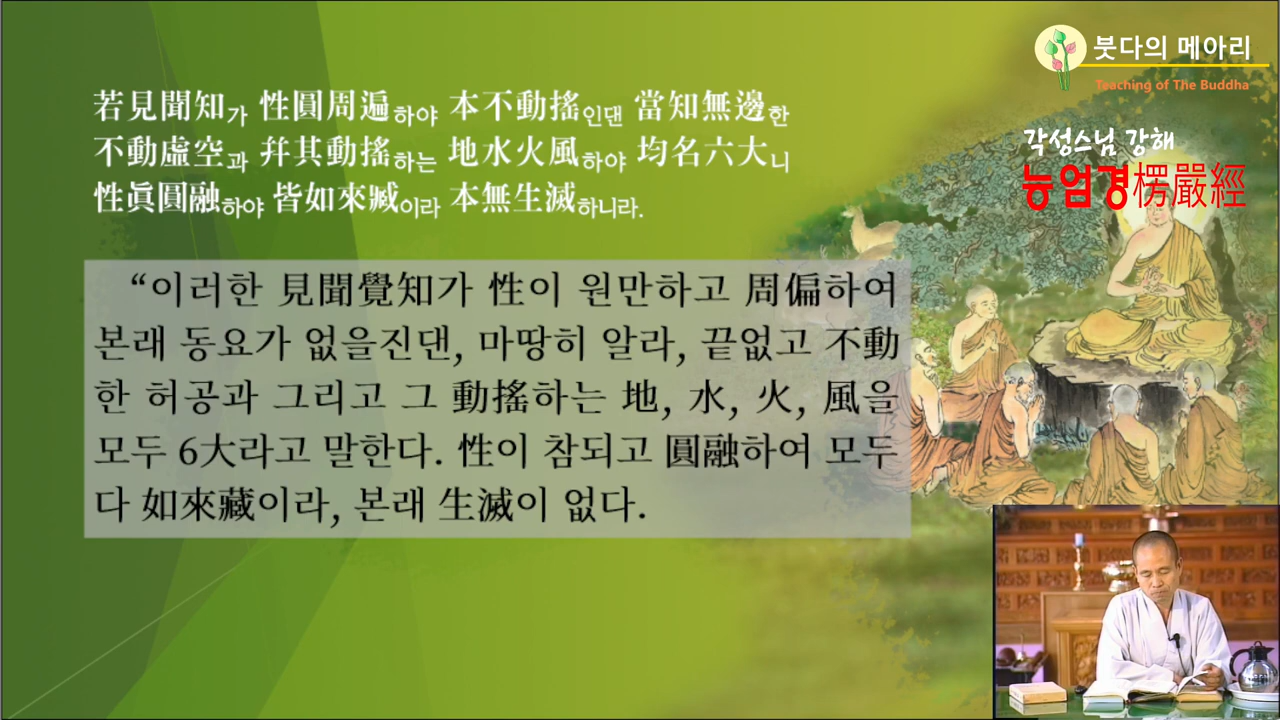 若見聞知가 性圓周遍하야 本不動搖인댄 當知無邊한
不動虛空과 幷其動搖하는 地水火風하야 均名六大니
性眞圓融하야 皆如來臧이라 本無生滅하니라.
“이러한 見聞覺知가 性이 원만하고 周偏하여
본래 동요가 없을진댄, 마땅히 알라, 끝없고 不動
한 허공과 그리고 그 動搖하는 地, 水, 火, 風을
모두 6大라고 말한다. 性이 참되고 圓融하여 모두
다 如來藏이라, 본래 生滅이 없다.
붓다의 메아리
Teaching of The Buddha
각성스님 강해
능엄경楞嚴經